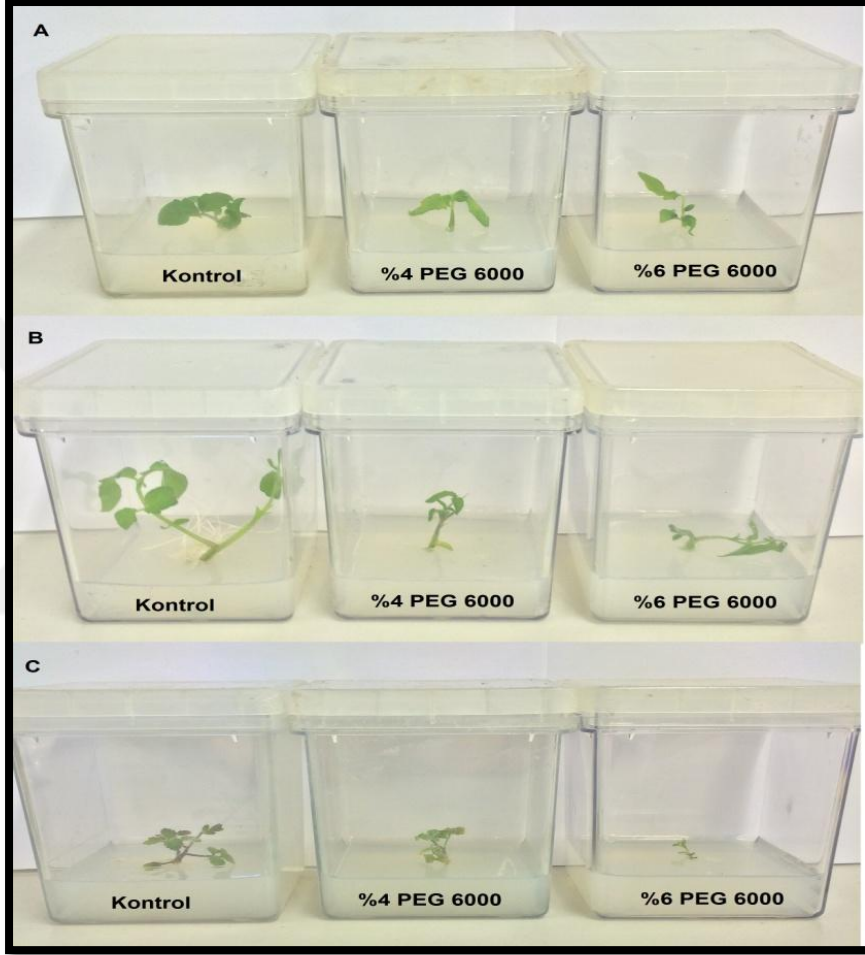 A
Kontrol
%4 PEG 6000
%6 PEG 6000
B
Kontrol
%4 PEG 6000
%6 PEG 6000
C
Kontrol
%4 PEG 6000
%6 PEG 6000